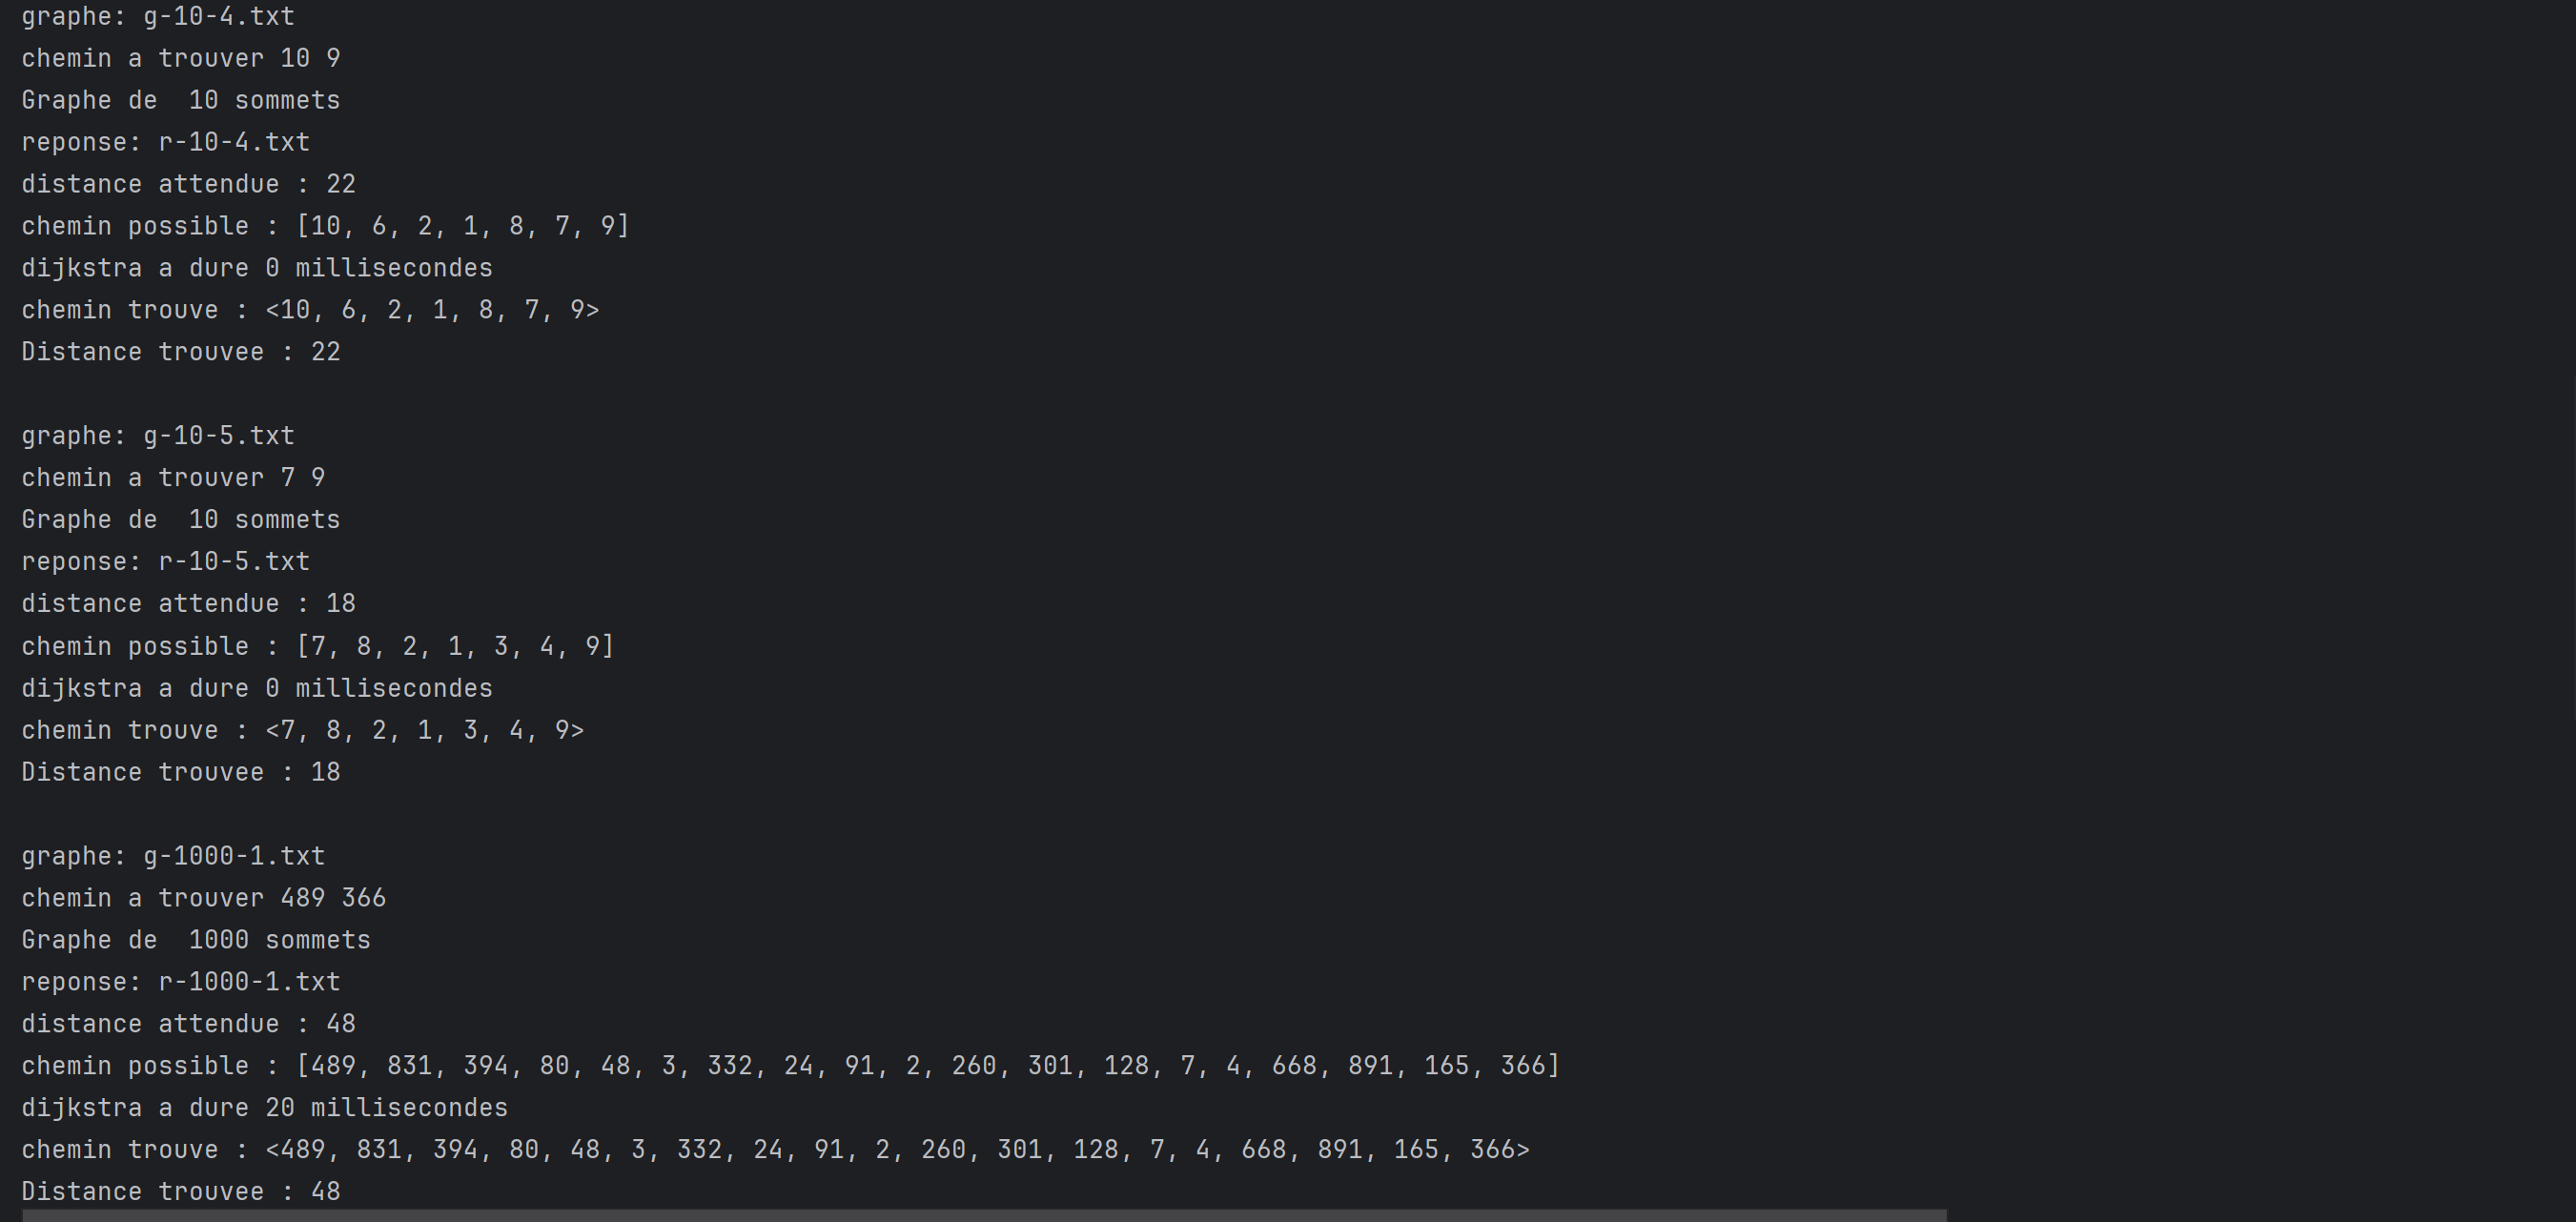 graphe: g-10-4.txt
chemin a trouver 10 9
Graphe de  10 sommets
reponse: r-10-4.txt
distance attendue : 22
chemin possible : [10, 6, 2, 1, 8, 7, 9]
dijkstra a dure 0 millisecondes
chemin trouve : <10, 6, 2, 1, 8, 7, 9>
Distance trouvee : 22
graphe: g-10-5.txt
chemin a trouver 7 9
Graphe de  10 sommets
reponse: r-10-5.txt
distance attendue : 18
chemin possible : [7, 8, 2, 1, 3, 4, 9]
dijkstra a dure 0 millisecondes
chemin trouve : <7, 8, 2, 1, 3, 4, 9>
Distance trouvee : 18
graphe: g-1000-1.txt
chemin a trouver 489 366
Graphe de  1000 sommets
reponse: r-1000-1.txt
distance attendue : 48
chemin possible : [489, 831, 394, 80, 48, 3, 332, 24, 91, 2, 260, 301, 128, 7, 4, 668, 891, 165, 366]
dijkstra a dure 20 millisecondes
chemin trouve : <489, 831, 394, 80, 48, 3, 332, 24, 91, 2, 260, 301, 128, 7, 4, 668, 891, 165, 366>
Distance trouvee : 48